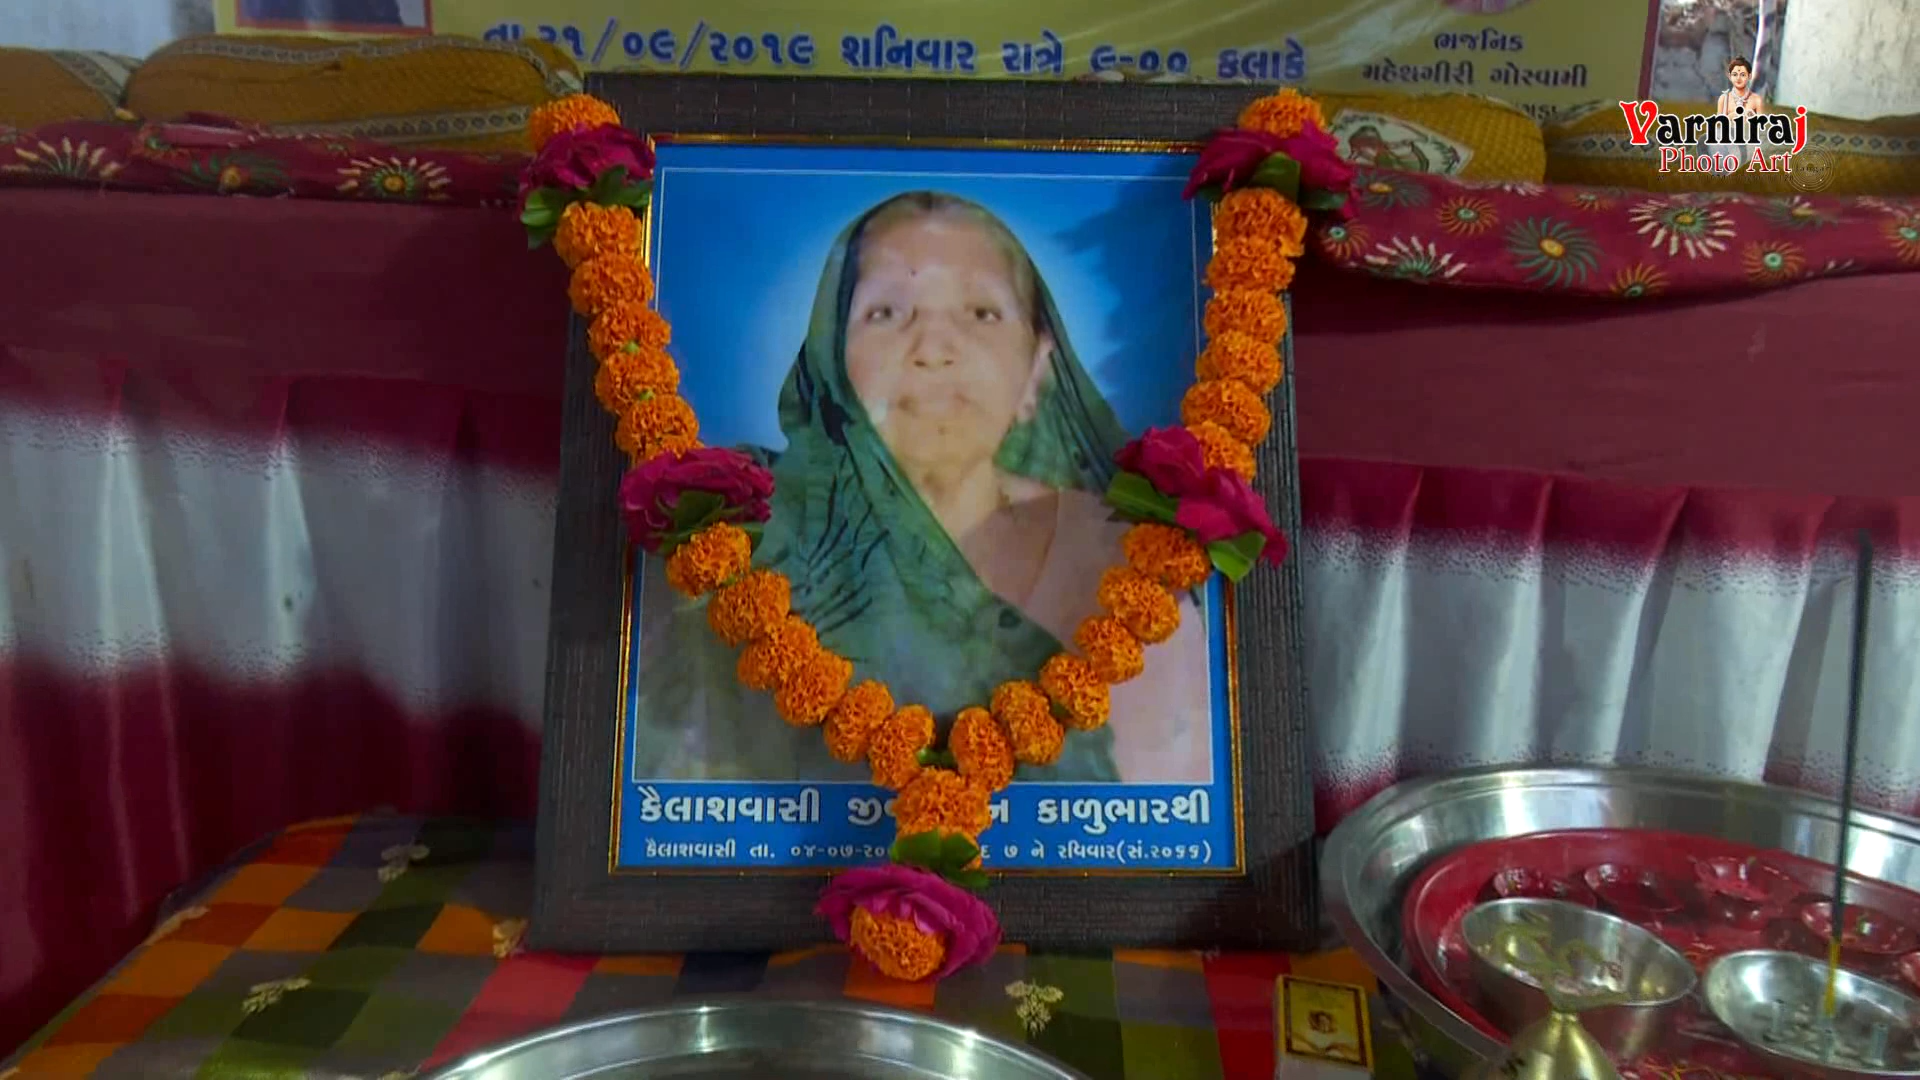 તા.૨૧/૦૯/૨૦૧૯ શનિવાર રાત્રે ૯-૦૦ કલાકે
ભજનિક
મહેશગીરી ગોસ્વામી
Varniraj
Photo Art
કૈલાશવાસી કાળુભારથી
કૈલાશવાસી તા. ૦૪-૦૭-૨૦ ૭ ને રવિવાર(સં.૨૦૬૬)